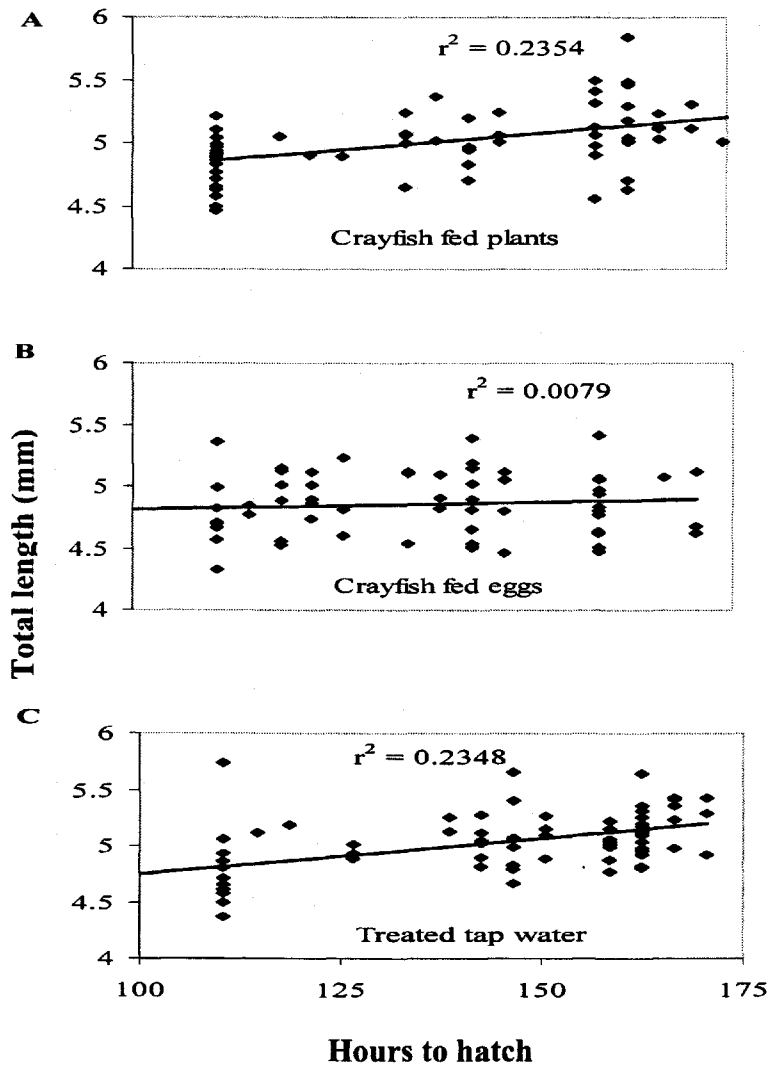 A
6
5.5
5
4.5
4
r² = 0.2354
Crayfish fed plants
B
6
5.5
5
4.5
4
r² = 0.0079
Crayfish fed eggs
Total length (mm)
C
6
5.5
5
4.5
4
r² = 0.2348
Treated tap water
100 125 150 175
Hours to hatch